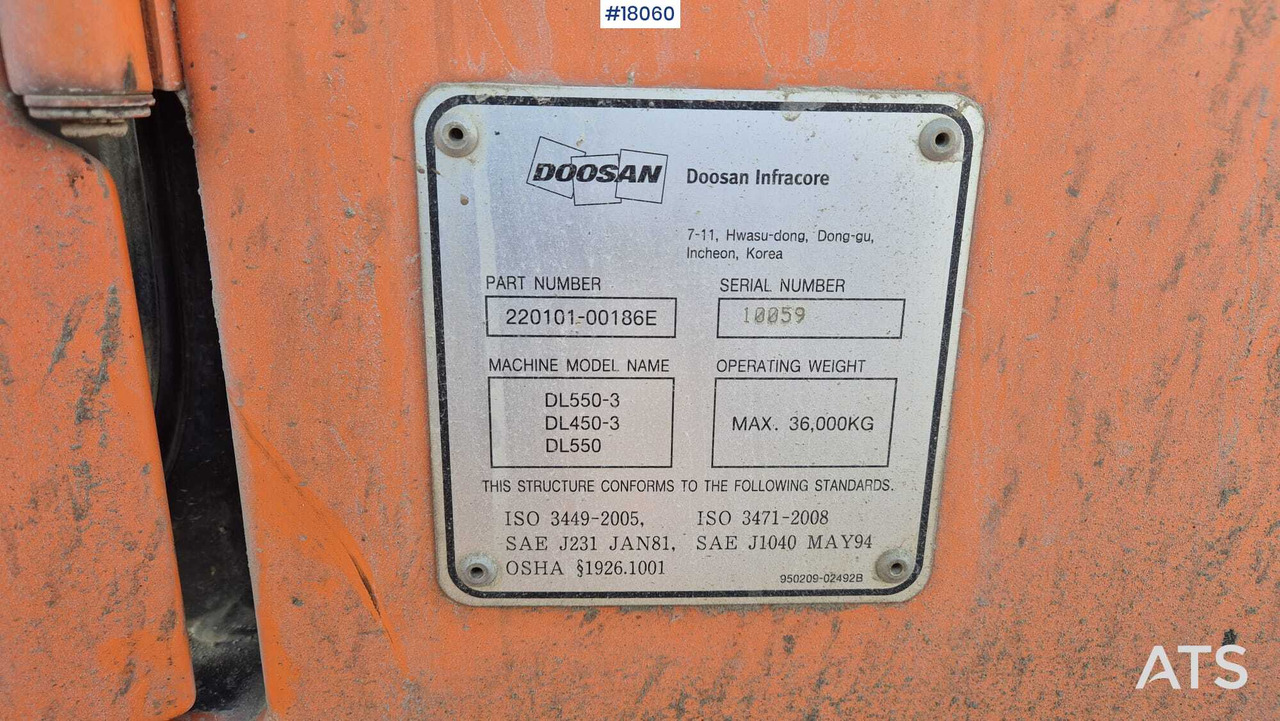 #18060
DOOSAN Doosan Infracore
7-11, Hwasu-dong, Dong-gu,
Incheon, Korea
PART NUMBER
220101-00186E
SERIAL NUMBER
10059
MACHINE MODEL NAME
DL550-3
DL450-3
DL550
OPERATING WEIGHT
MAX. 36,000KG
THIS STRUCTURE CONFORMS TO THE FOLLOWING STANDARDS.
ISO 3449-2005, ISO 3471-2008
SAE J231 JAN81, SAE J1040 MAY94
OSHA §1926.1001
950209-02492B
ATS